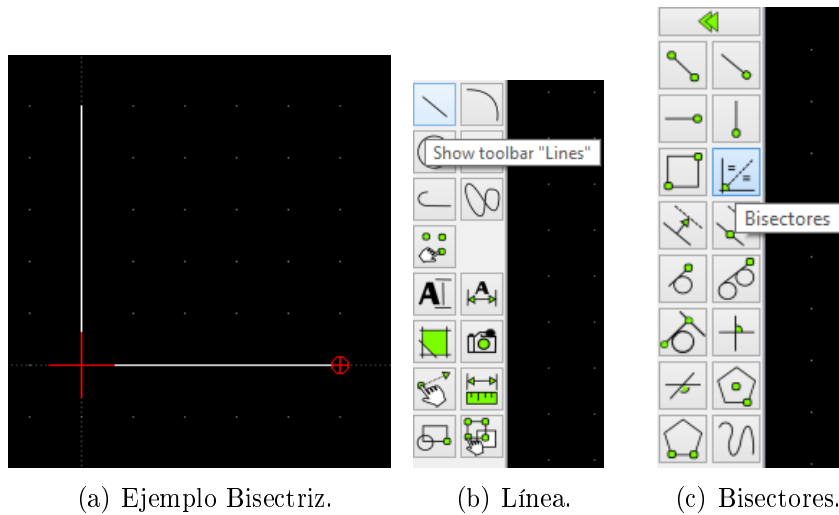 Show toolbar "Lines"
Bisectores
(a) Ejemplo Bisectriz.
(b) Línea.
(c) Bisectores.